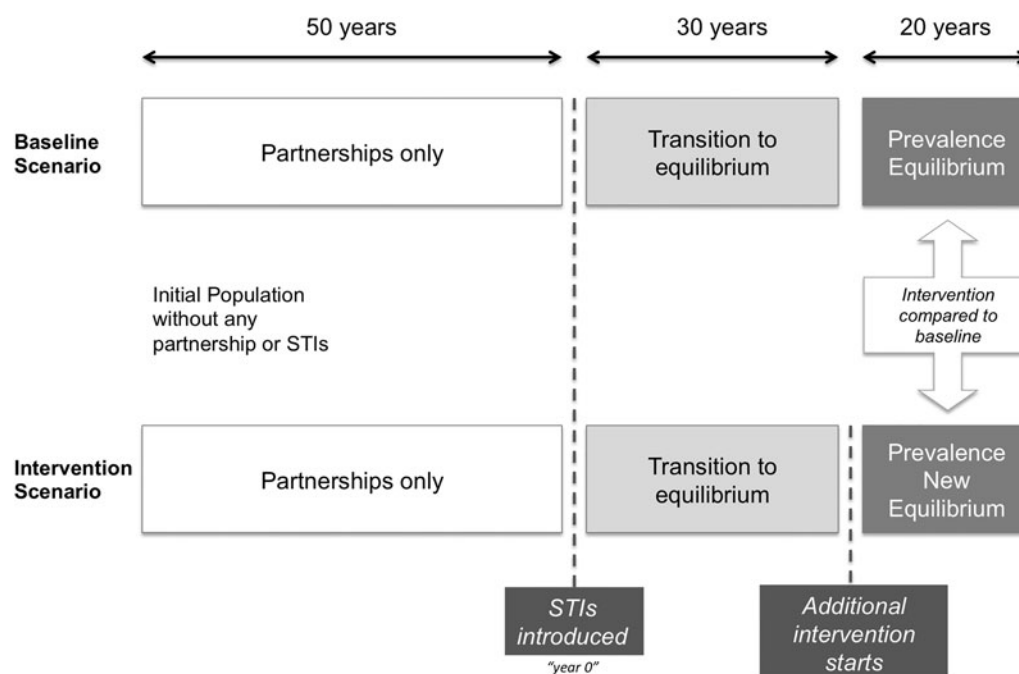 50 years
30 years
20 years
Baseline
Scenario
Partnerships only
Transition to
equilibrium
Prevalence
Equilibrium
Initial Population
without any
partnership or STIs
Intervention
compared to
baseline
Intervention
Scenario
Partnerships only
Transition to
equilibrium
Prevalence
New
Equilibrium
STIs
introduced
"year 0"
Additional
intervention
starts